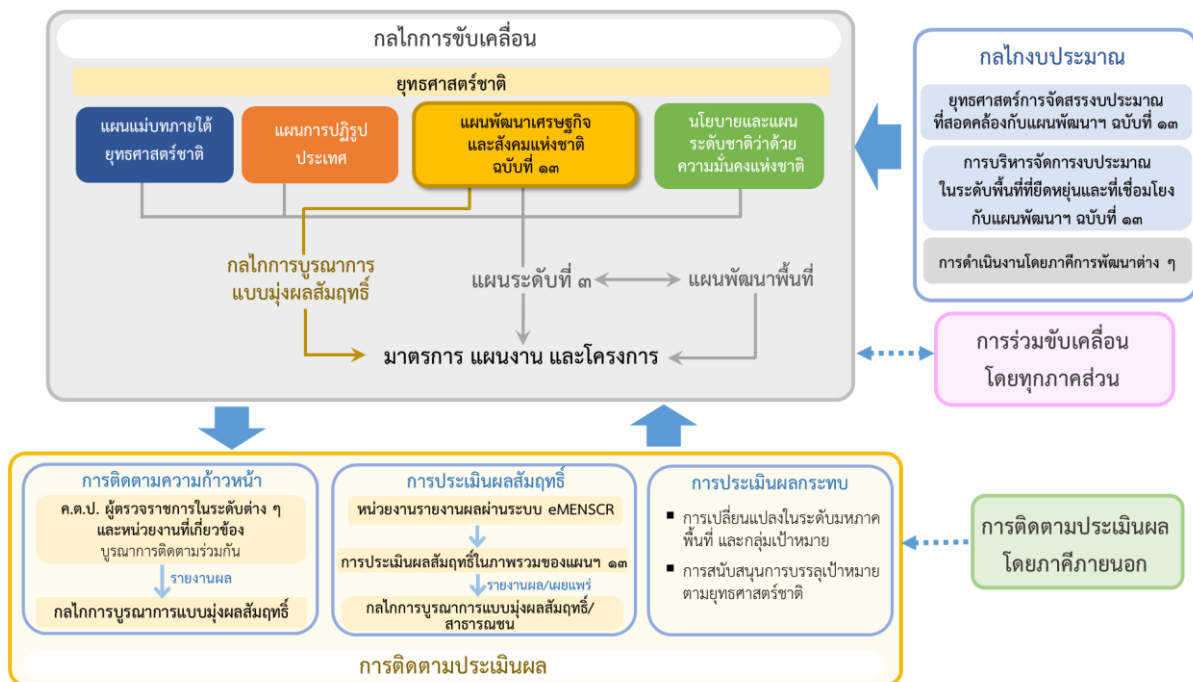 กลไกการขับเคลื่อน
ยุทธศาสตร์ชาติ
แผนแม่บทภายใต้
ยุทธศาสตร์ชาติ
แผนการปฏิรูป
ประเทศ
แผนพัฒนาเศรษฐกิจ
และสังคมแห่งชาติ
ฉบับที่ ๑๓
นโยบายและแผน
ระดับชาติว่าด้วย
ความมั่นคงแห่งชาติ
กลไกการบูรณาการ
แบบมุ่งผลสัมฤทธิ์
แผนระดับที่ ๓
แผนพัฒนาพื้นที่
มาตรการ แผนงาน และโครงการ
กลไกงบประมาณ
ยุทธศาสตร์การจัดสรรงบประมาณ
ที่สอดคล้องกับแผนพัฒนาฯ ฉบับที่ ๑๓
การบริหารจัดการงบประมาณ
ในระดับพื้นที่ที่ยืดหยุ่นและที่เชื่อมโยง
กับแผนพัฒนาฯ ฉบับที่ ๑๓
การดำเนินงานโดยภาคีการพัฒนาต่าง ๆ
การร่วมขับเคลื่อน
โดยทุกภาคส่วน
การติดตามความก้าวหน้า
ค.ต.ป. ผู้ตรวจราชการในระดับต่าง ๆ
และหน่วยงานที่เกี่ยวข้อง
บูรณาการติดตามร่วมกัน
รายงานผล
กลไกการบูรณาการแบบมุ่งผลสัมฤทธิ์
การประเมินผลสัมฤทธิ์
หน่วยงานรายงานผลผ่านระบบ eMENSCR
การประเมินผลสัมฤทธิ์ในภาพรวมของแผนฯ ๑๓
รายงานผล/เผยแพร่
กลไกการบูรณาการแบบมุ่งผลสัมฤทธิ์/
สาธารณชน
การประเมินผลกระทบ
▪ การเปลี่ยนแปลงในระดับมหภาค
พื้นที่ และกลุ่มเป้าหมาย
▪ การสนับสนุนการบรรลุเป้าหมาย
ตามยุทธศาสตร์ชาติ
การติดตามประเมินผล
การติดตามประเมินผล
โดยภาคีภายนอก